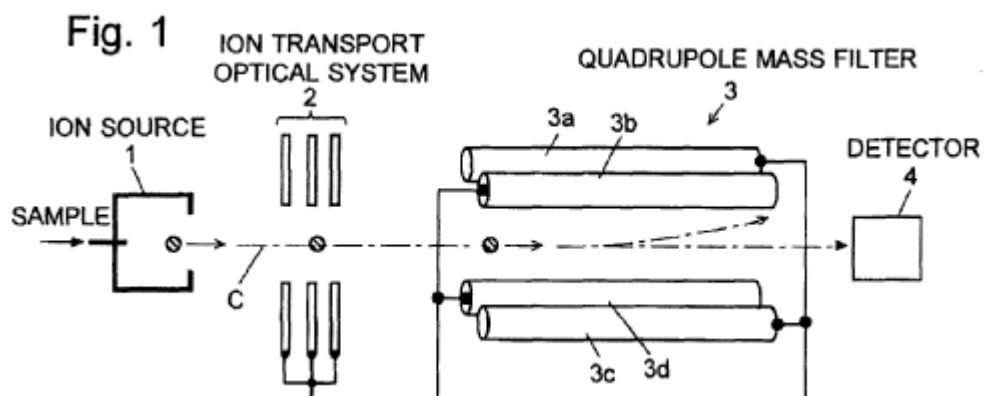 Fig. 1
ION TRANSPORT
OPTICAL SYSTEM
2
QUADRUPOLE MASS FILTER
3
ION SOURCE
1
3a
3b
DETECTOR
4
SAMPLE
C
3d
3c